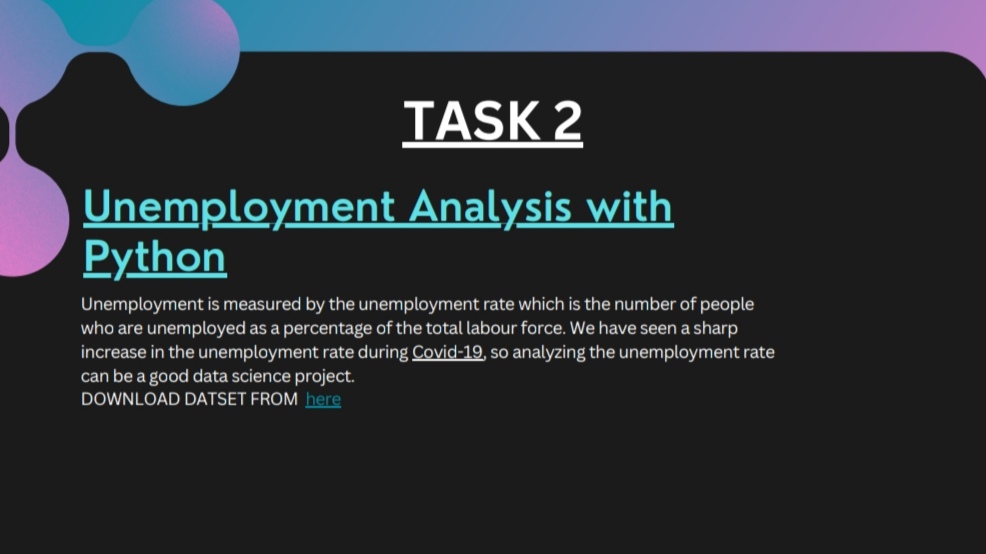 TASK 2
Unemployment Analysis with
Python
Unemployment is measured by the unemployment rate which is the number of people
who are unemployed as a percentage of the total labour force. We have seen a sharp
increase in the unemployment rate during Covid-19, so analyzing the unemployment rate
can be a good data science project.
DOWNLOAD DATSET FROM here